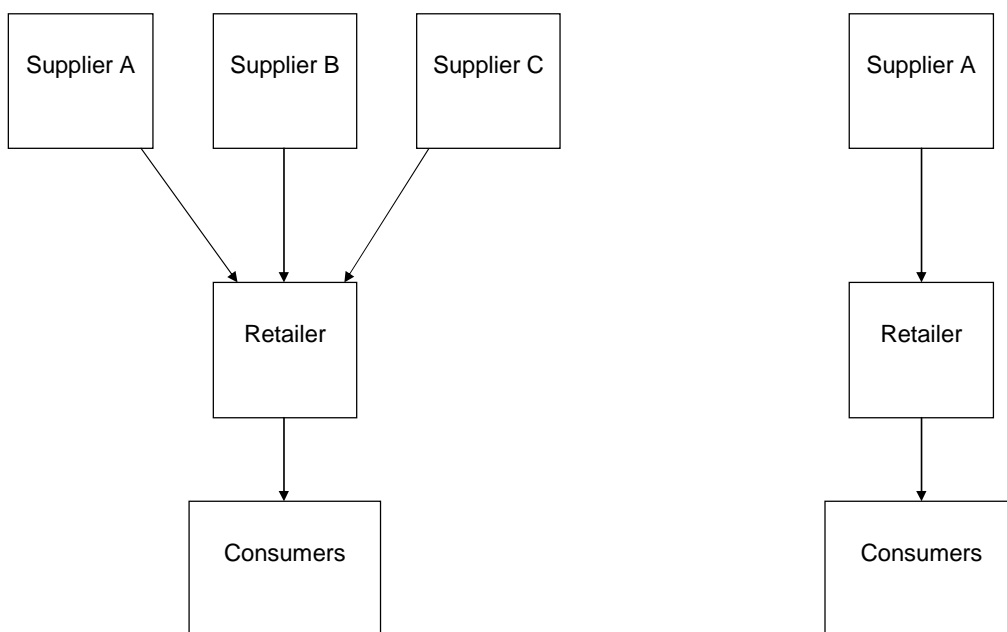 Supplier A
Supplier B
Supplier C
Supplier A
Retailer
Retailer
Consumers
Consumers